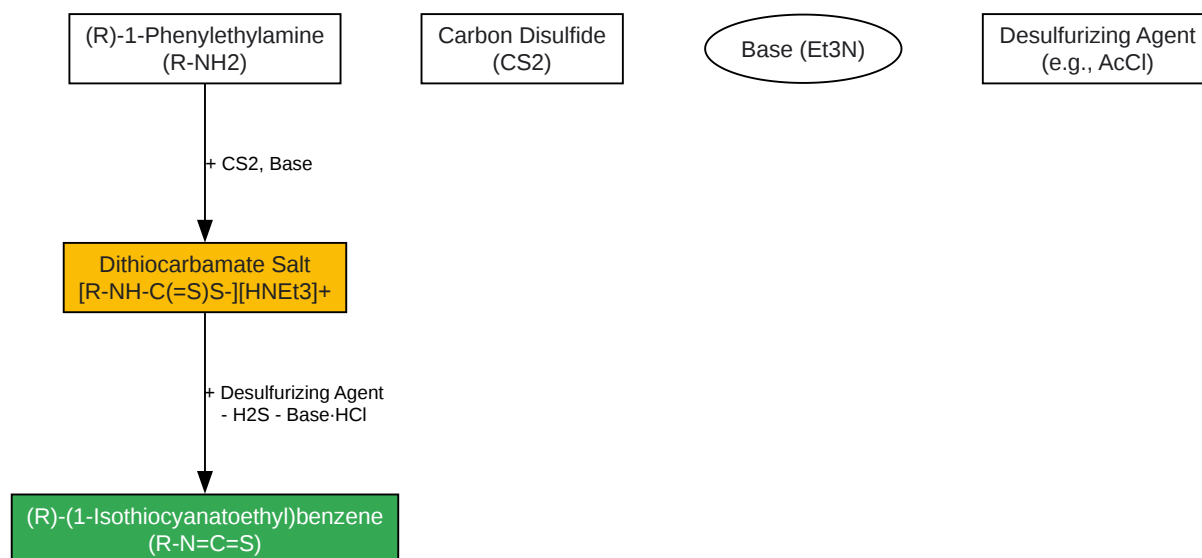 (R)-1-Phenylethylamine
(R-NH2)
Carbon Disulfide
(CS2)
Base (Et3N)
Desulfurizing Agent
(e.g., AcCl)
+ CS2, Base
Dithiocarbamate Salt
[R-NH-C(=S)S-][HNEt3]+
+ Desulfurizing Agent
- H2S - Base·HCl
(R)-(1-Isothiocyanatoethyl)benzene
(R-N=C=S)